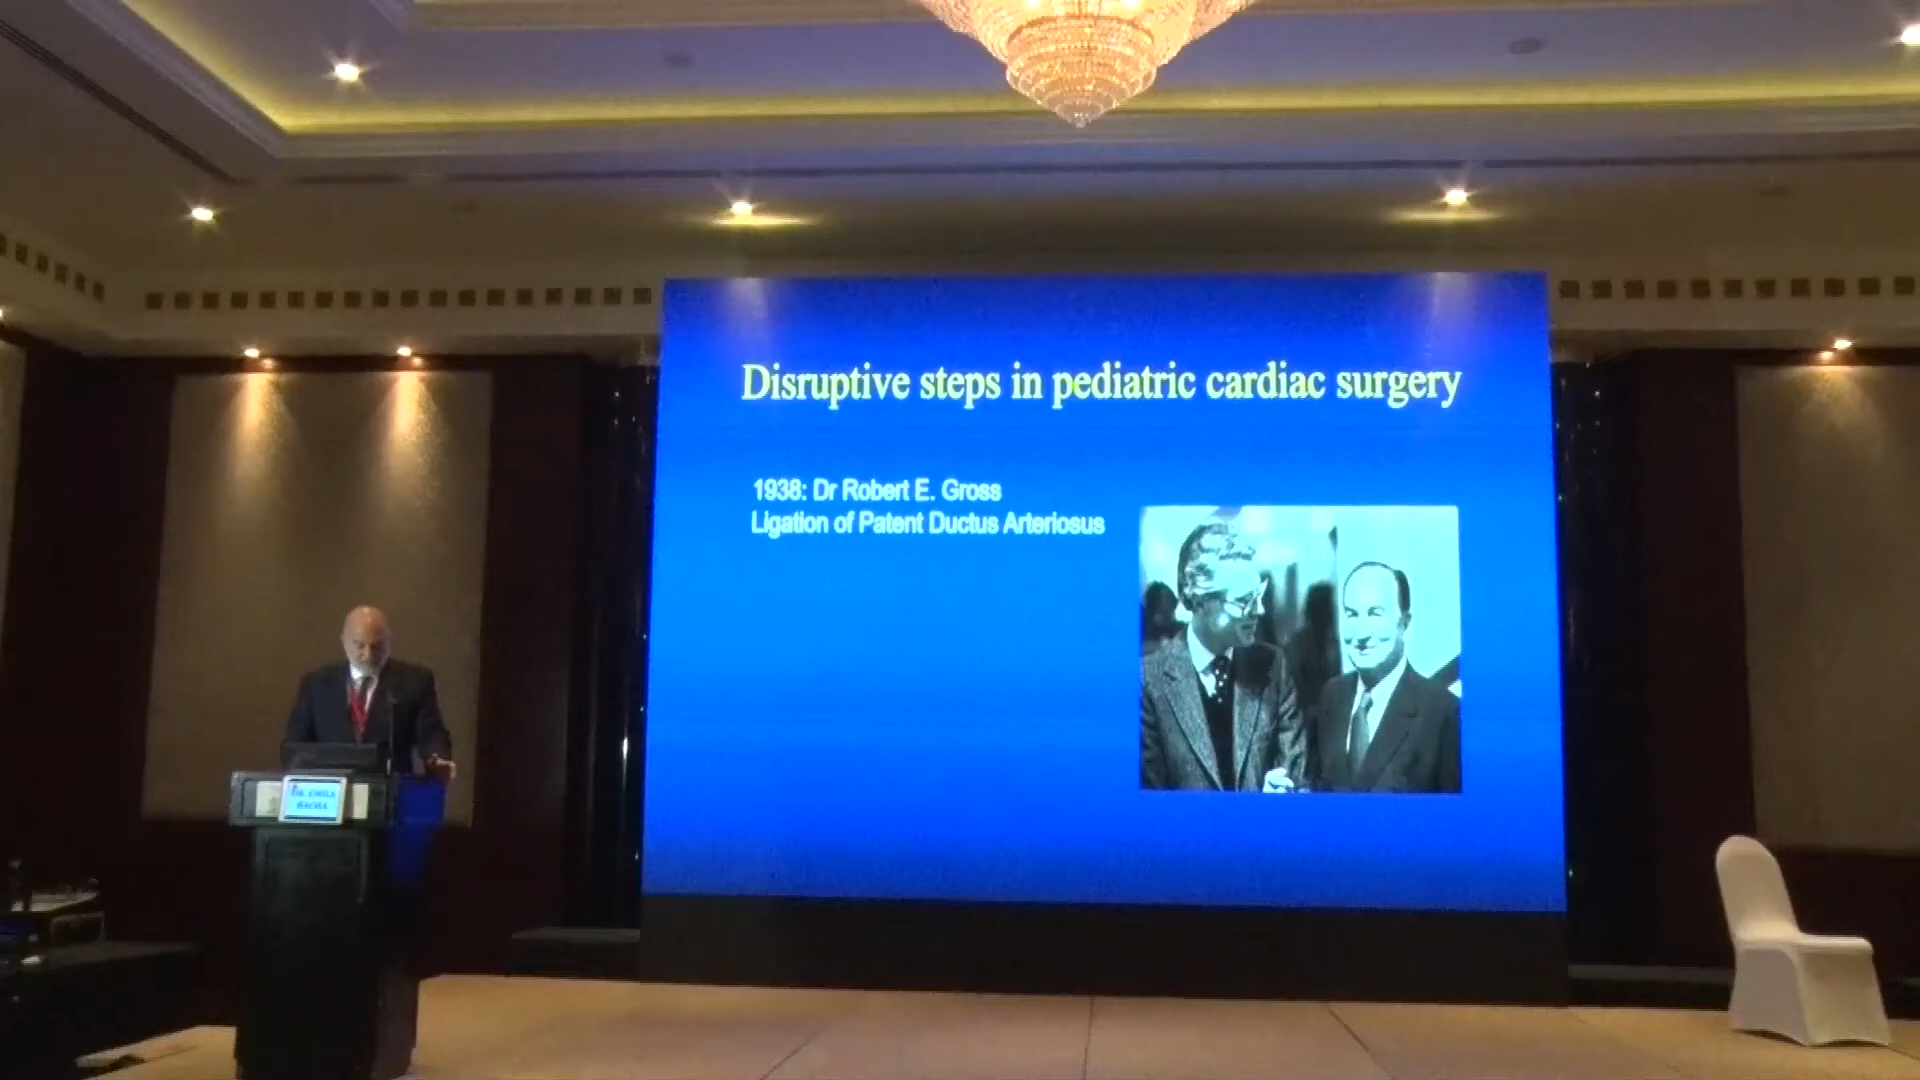 Disruptive steps in pediatric cardiac surgery
1938: Dr Robert E. Gross
Ligation of Patent Ductus Arteriosus